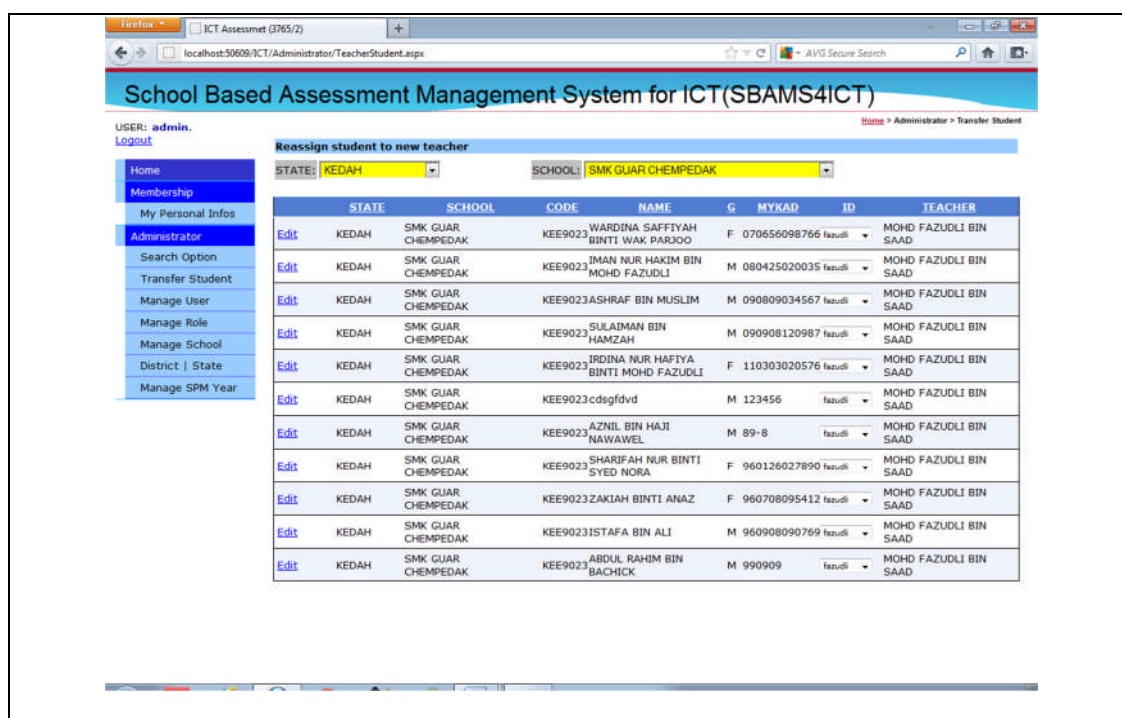 Firefox
ICT Assessmet (3765/2)
localhost:50609/ICT/Administrator/TeacherStudent.aspx
AVG Secure Search
School Based Assessment Management System for ICT(SBAMS4ICT)
Home > Administrator > Transfer Student
USER: admin.
Logout
Home
Membership
My Personal Infos
Administrator
Search Option
Transfer Student
Manage User
Manage Role
Manage School
District | State
Manage SPM Year
Reassign student to new teacher
STATE: KEDAH SCHOOL: SMK GUAR CHEMPEDAK
STATE SCHOOL CODE NAME G MYKAD ID TEACHER
Edit KEDAH SMK GUAR CHEMPEDAK KEE9023 WARDINA SAFFIYAH BINTI WAK PARJOO F 070656098766 fazudli MOHD FAZUDLI BIN SAAD
Edit KEDAH SMK GUAR CHEMPEDAK KEE9023 IMAN NUR HAKIM BIN MOHD FAZUDLI M 080425020035 fazudli MOHD FAZUDLI BIN SAAD
Edit KEDAH SMK GUAR CHEMPEDAK KEE9023 ASHRAF BIN MUSLIM M 090809034567 fazudli MOHD FAZUDLI BIN SAAD
Edit KEDAH SMK GUAR CHEMPEDAK KEE9023 SULAIMAN BIN HAMZAH M 090908120987 fazudli MOHD FAZUDLI BIN SAAD
Edit KEDAH SMK GUAR CHEMPEDAK KEE9023 IRDINA NUR HAFIYA BINTI MOHD FAZUDLI F 110303020576 fazudli MOHD FAZUDLI BIN SAAD
Edit KEDAH SMK GUAR CHEMPEDAK KEE9023 cdsgfdvd M 123456 fazudli MOHD FAZUDLI BIN SAAD
Edit KEDAH SMK GUAR CHEMPEDAK KEE9023 AZNIL BIN HAJI NAWAWEL M 89-8 fazudli MOHD FAZUDLI BIN SAAD
Edit KEDAH SMK GUAR CHEMPEDAK KEE9023 SHARIFAH NUR BINTI SYED NORA F 960126027890 fazudli MOHD FAZUDLI BIN SAAD
Edit KEDAH SMK GUAR CHEMPEDAK KEE9023 ZAKIAH BINTI ANAZ F 960708095412 fazudli MOHD FAZUDLI BIN SAAD
Edit KEDAH SMK GUAR CHEMPEDAK KEE9023 ISTAFA BIN ALI M 960908090769 fazudli MOHD FAZUDLI BIN SAAD
Edit KEDAH SMK GUAR CHEMPEDAK KEE9023 ABDUL RAHIM BIN BACHICK M 990909 fazudli MOHD FAZUDLI BIN SAAD